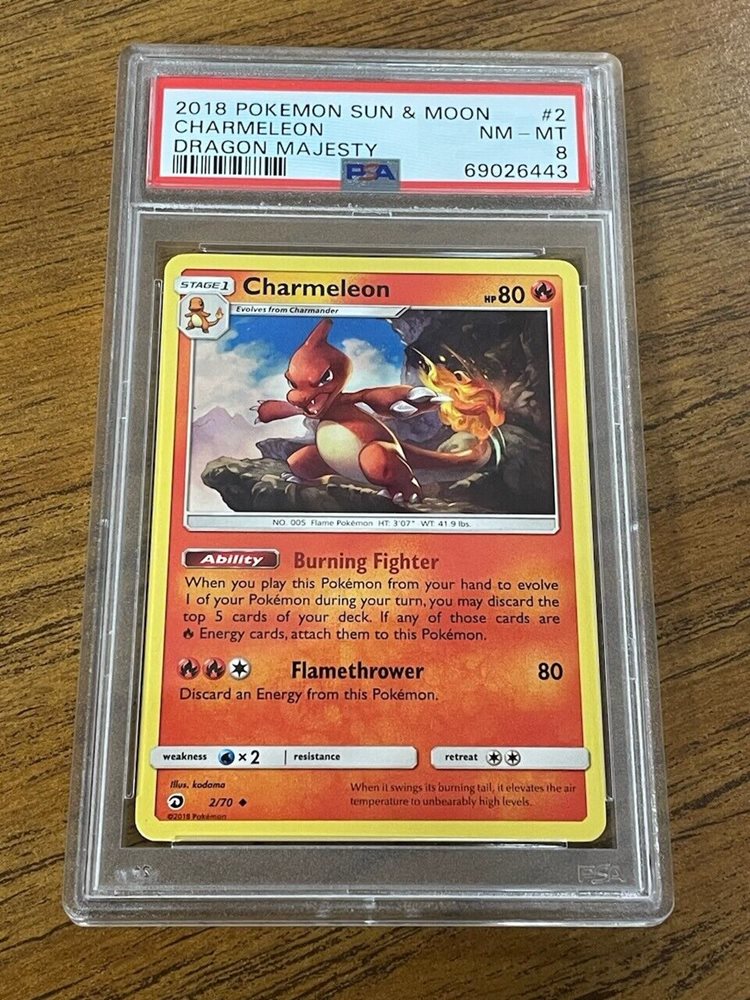 2018 POKEMON SUN & MOON #2
CHARMELEON NM - MT
DRAGON MAJESTY 8
PSA 69026443
STAGE 1 Charmeleon HP 80
Evolves from Charmander
NO. 005 Flame Pokémon HT: 3'07" WT: 41.9 lbs.
Ability Burning Fighter
When you play this Pokémon from your hand to evolve
1 of your Pokémon during your turn, you may discard the
top 5 cards of your deck. If any of those cards are
Energy cards, attach them to this Pokémon.
Flamethrower 80
Discard an Energy from this Pokémon.
weakness × 2 resistance retreat
Illus. kodama
2/70
©2018 Pokémon
When it swings its burning tail, it elevates the air
temperature to unbearably high levels.
PSA